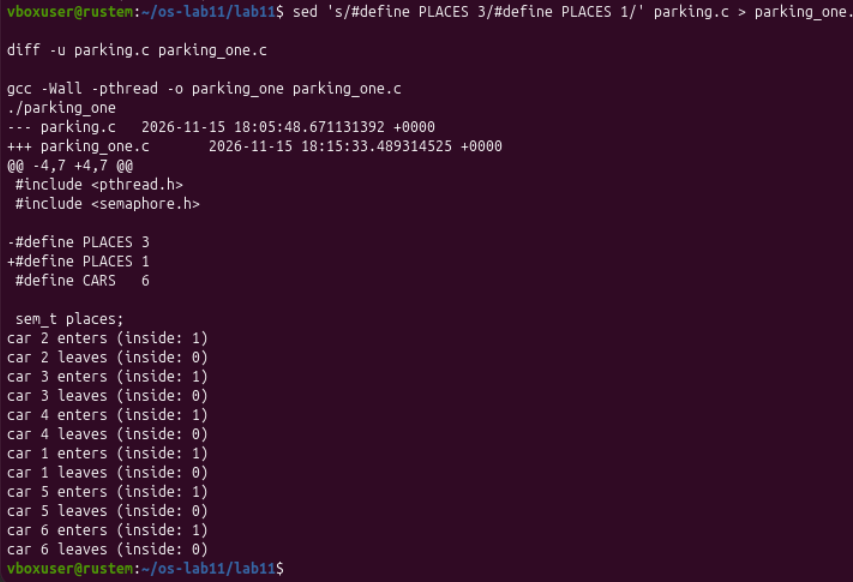 vboxuser@rustem:~/os-lab11/lab11$ sed 's/#define PLACES 3/#define PLACES 1/' parking.c > parking_one.
diff -u parking.c parking_one.c
gcc -Wall -pthread -o parking_one parking_one.c
./parking_one
--- parking.c   2026-11-15 18:05:48.671131392 +0000
+++ parking_one.c       2026-11-15 18:15:33.489314525 +0000
@@ -4,7 +4,7 @@
 #include <pthread.h>
 #include <semaphore.h>
-#define PLACES 3
+#define PLACES 1
 #define CARS   6
 sem_t places;
car 2 enters (inside: 1)
car 2 leaves (inside: 0)
car 3 enters (inside: 1)
car 3 leaves (inside: 0)
car 4 enters (inside: 1)
car 4 leaves (inside: 0)
car 1 enters (inside: 1)
car 1 leaves (inside: 0)
car 5 enters (inside: 1)
car 5 leaves (inside: 0)
car 6 enters (inside: 1)
car 6 leaves (inside: 0)
vboxuser@rustem:~/os-lab11/lab11$